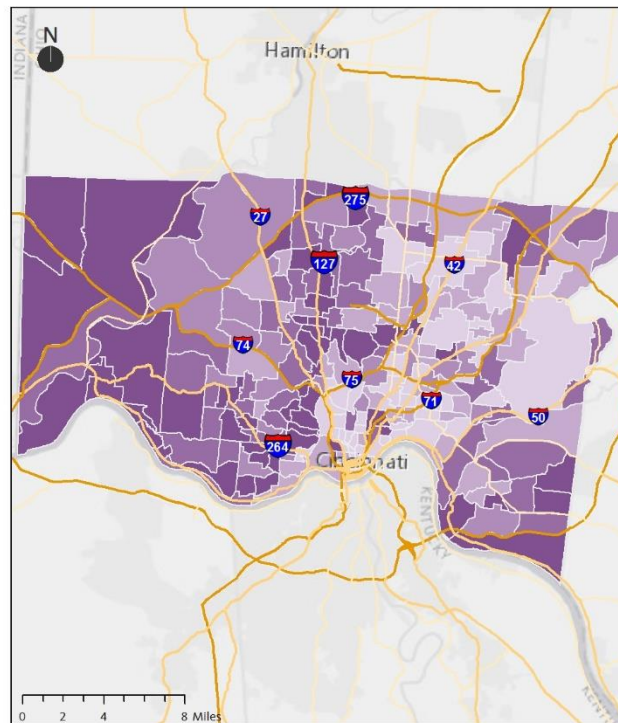 N
Hamilton
INDIANA
OHIO
275
27
127
42
74
75
71
50
264
Cincinnati
KENTUCKY
0 2 4 8 Miles